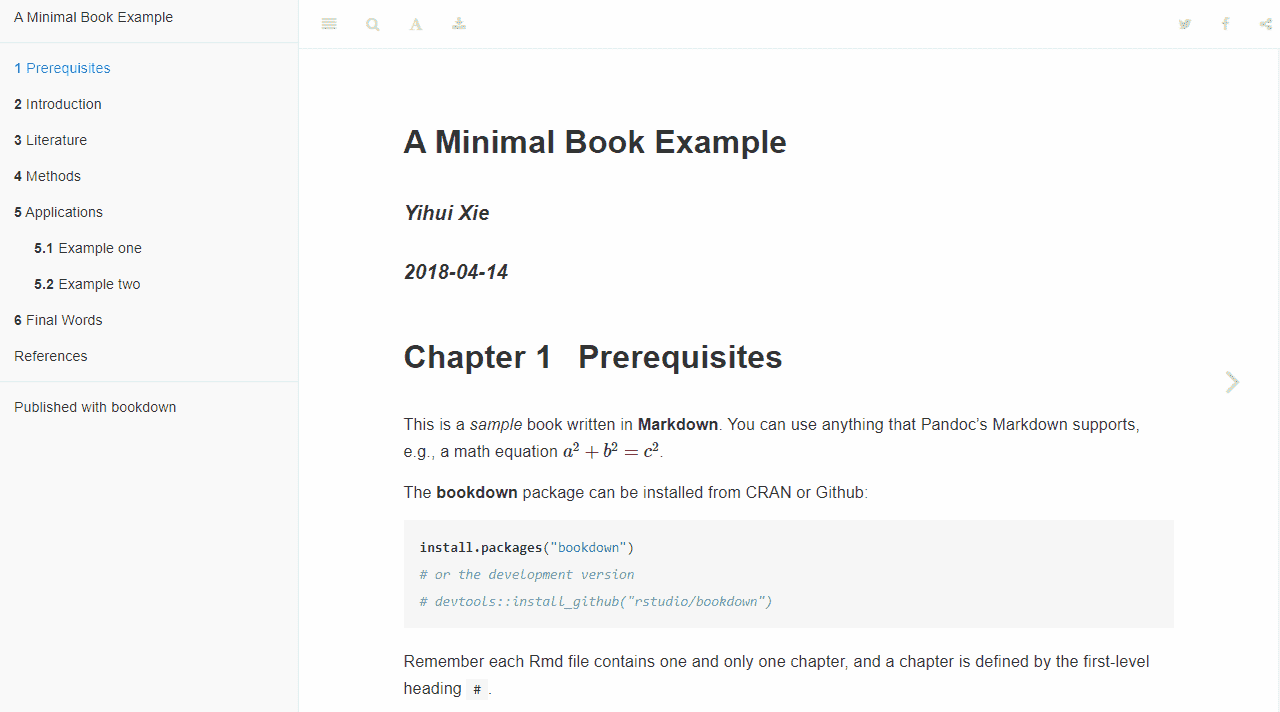 A Minimal Book Example
1 Prerequisites
2 Introduction
3 Literature
4 Methods
5 Applications
5.1 Example one
5.2 Example two
6 Final Words
References
Published with bookdown
A
A Minimal Book Example
Yihui Xie
2018-04-14
Chapter 1 Prerequisites
This is a sample book written in Markdown. You can use anything that Pandoc’s Markdown supports,
e.g., a math equation a² + b² = c².
The bookdown package can be installed from CRAN or Github:
install.packages("bookdown")
# or the development version
# devtools::install_github("rstudio/bookdown")
Remember each Rmd file contains one and only one chapter, and a chapter is defined by the first-level
heading # .